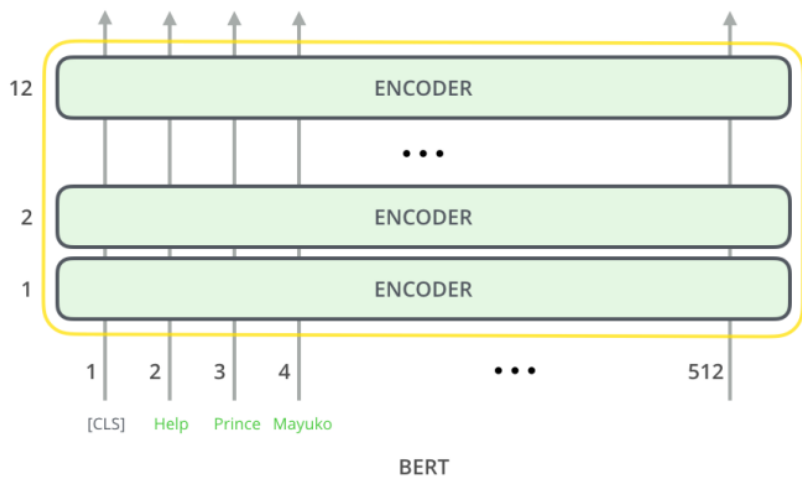 12 ENCODER
2 ENCODER
1 ENCODER
1 2 3 4 512
[CLS] Help Prince Mayuko
BERT